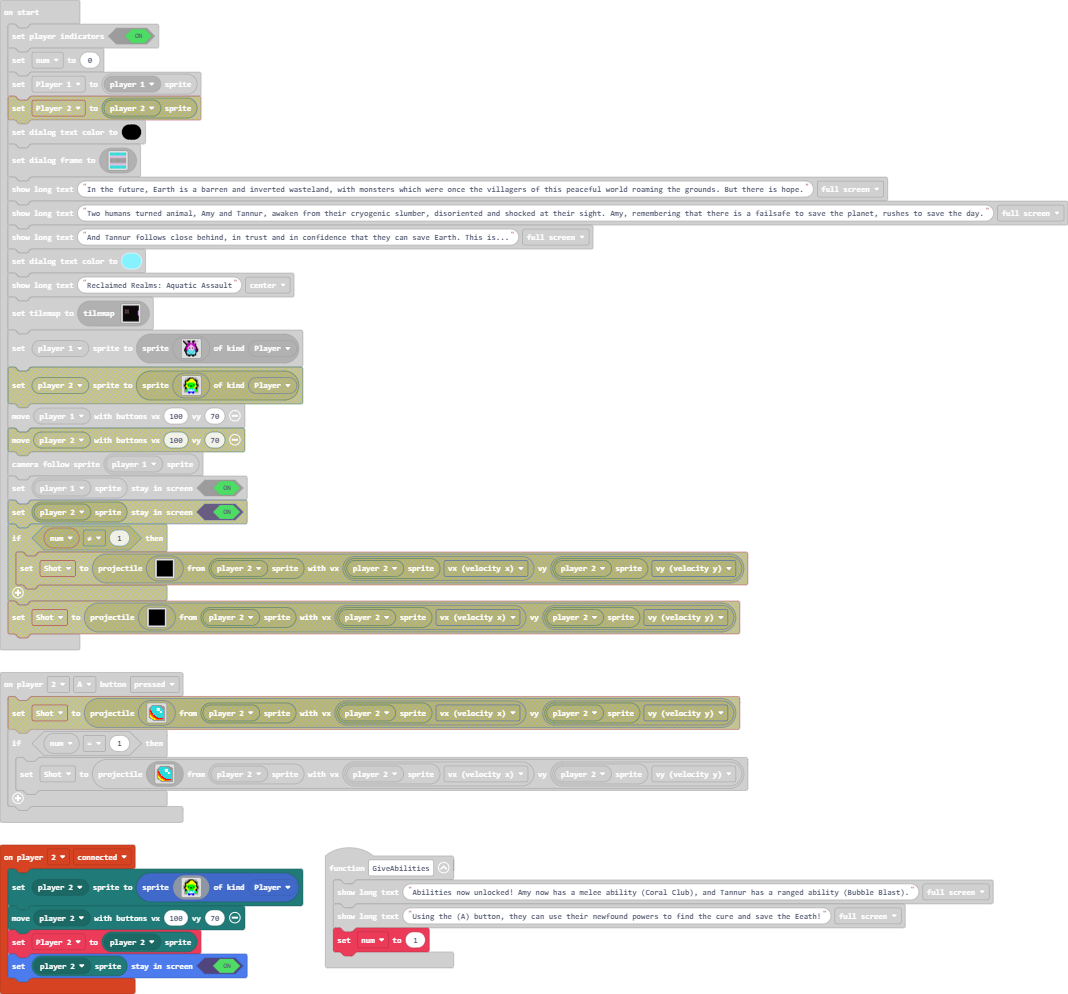 on start
set player indicators ON
set num to 0
set Player 1 to player 1 sprite
set Player 2 to player 2 sprite
set dialog text color to
set dialog frame to
show long text "In the future, Earth is a barren and inverted wasteland, with monsters which were once the villagers of this peaceful world roaming the grounds. But there is hope." full screen
show long text "Two humans turned animal, Amy and Tannur, awaken from their cryogenic slumber, disoriented and shocked at their sight. Amy, remembering that there is a failsafe to save the planet, rushes to save the day." full screen
show long text "And Tannur follows close behind, in trust and in confidence that they can save Earth. This is..." full screen
set dialog text color to
show long text "Reclaimed Realms: Aquatic Assault" center
set tilemap to tilemap
set player 1 sprite to sprite of kind Player
set player 2 sprite to sprite of kind Player
move player 1 with buttons vx 100 vy 70
move player 2 with buttons vx 100 vy 70
camera follow sprite player 1 sprite
set player 1 sprite stay in screen ON
set player 2 sprite stay in screen ON
if num ≠ 1 then
set Shot to projectile from player 2 sprite with vx player 2 sprite vx (velocity x) vy player 2 sprite vy (velocity y)
set Shot to projectile from player 2 sprite with vx player 2 sprite vx (velocity x) vy player 2 sprite vy (velocity y)
on player 2 A button pressed
set Shot to projectile from player 2 sprite with vx player 2 sprite vx (velocity x) vy player 2 sprite vy (velocity y)
if num = 1 then
set Shot to projectile from player 2 sprite with vx player 2 sprite vx (velocity x) vy player 2 sprite vy (velocity y)
on player 2 connected
set player 2 sprite to sprite of kind Player
move player 2 with buttons vx 100 vy 70
set Player 2 to player 2 sprite
set player 2 sprite stay in screen ON
function GiveAbilities
show long text "Abilities now unlocked! Amy now has a melee ability (Coral Club), and Tannur has a ranged ability (Bubble Blast)." full screen
show long text "Using the (A) button, they can use their newfound powers to find the cure and save the Eeath!" full screen
set num to 1